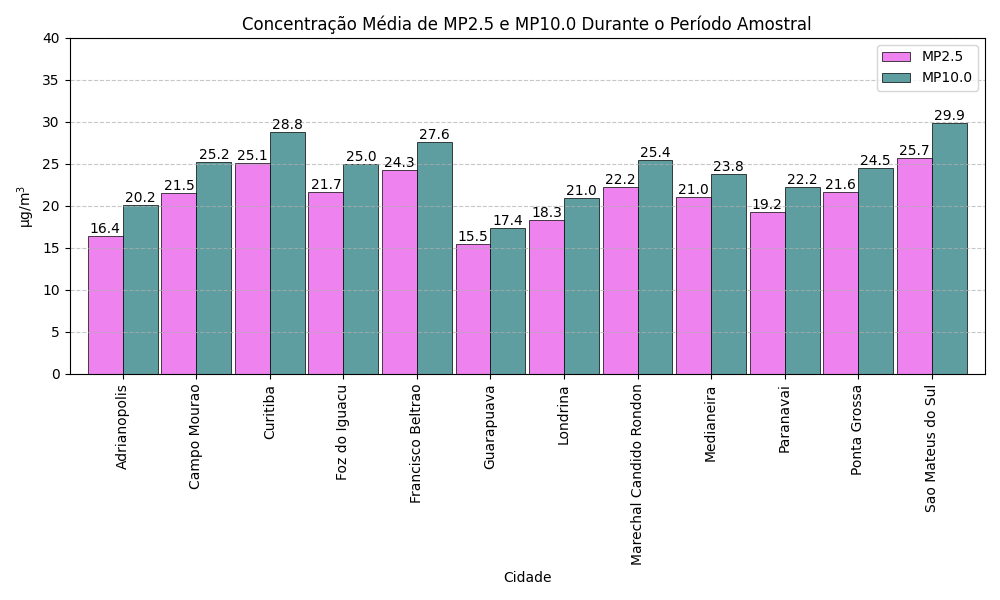 Concentração Média de MP2.5 e MP10.0 Durante o Período Amostral
MP2.5
MP10.0
µg/m³
40
35
30
25
20
15
10
5
0
16.4
20.2
21.5
25.2
25.1
28.8
21.7
25.0
24.3
27.6
15.5
17.4
18.3
21.0
22.2
25.4
21.0
23.8
19.2
22.2
21.6
24.5
25.7
29.9
Adrianopolis
Campo Mourao
Curitiba
Foz do Iguacu
Francisco Beltrao
Guarapuava
Londrina
Marechal Candido Rondon
Medianeira
Paranavai
Ponta Grossa
Sao Mateus do Sul
Cidade